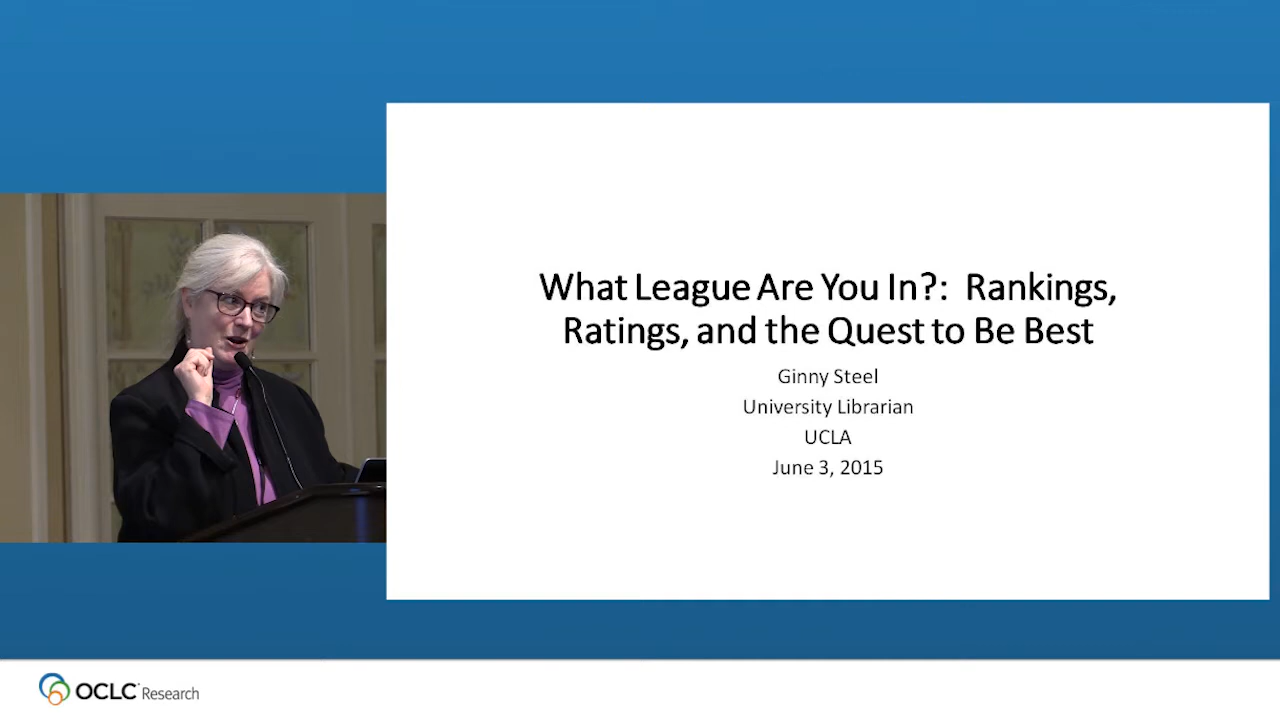 What League Are You In?: Rankings,
Ratings, and the Quest to Be Best
Ginny Steel
University Librarian
UCLA
June 3, 2015
OCLC Research